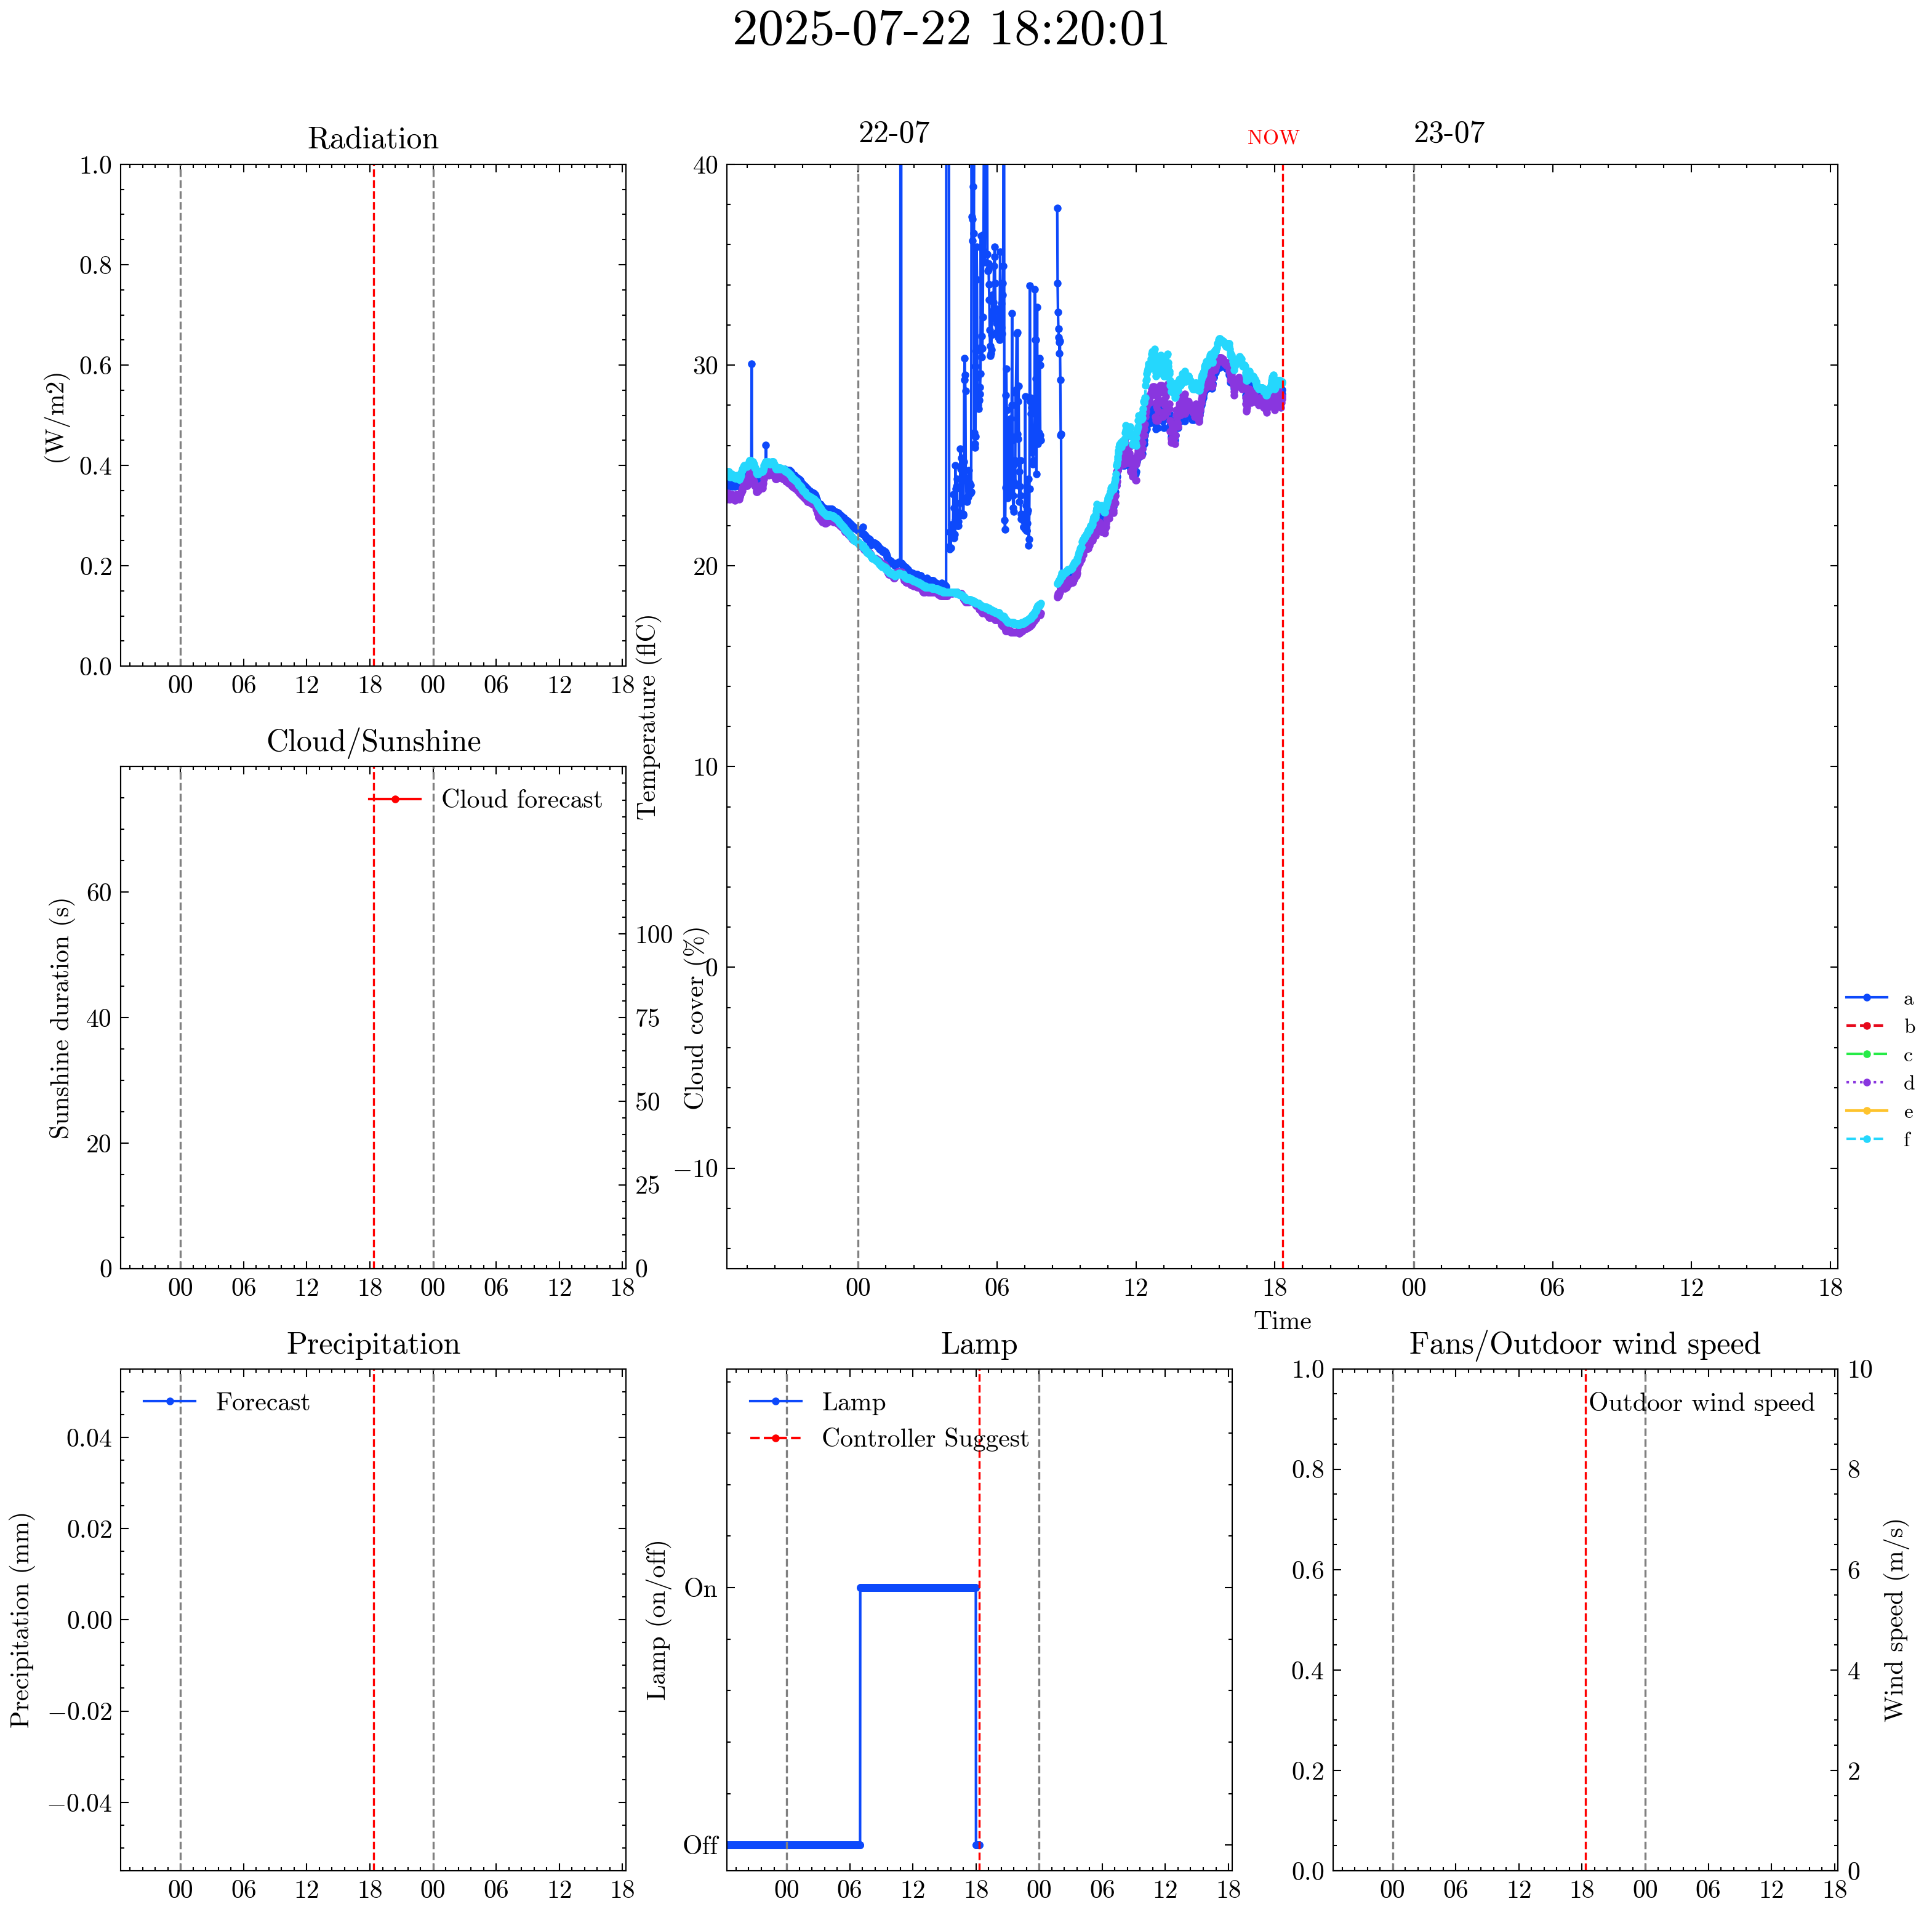 2025-07-22 18:20:01
Radiation
1.0
0.8
0.6
0.4
0.2
0.0
(W/m2)
00 06 12 18 00 06 12 18
22-07
NOW
23-07
40
30
20
10
0
−10
Temperature (flC)
00 06 12 18 00 06 12 18
Time
a
b
c
d
e
f
Cloud/Sunshine
Cloud forecast
60
40
20
0
Sunshine duration (s)
100
75
50
25
0
Cloud cover (%)
00 06 12 18 00 06 12 18
Precipitation
Forecast
0.04
0.02
0.00
−0.02
−0.04
Precipitation (mm)
00 06 12 18 00 06 12 18
Lamp
Lamp
Controller Suggest
On
Off
Lamp (on/off)
00 06 12 18 00 06 12 18
Fans/Outdoor wind speed
Outdoor wind speed
1.0
0.8
0.6
0.4
0.2
0.0
10
8
6
4
2
0
Wind speed (m/s)
00 06 12 18 00 06 12 18